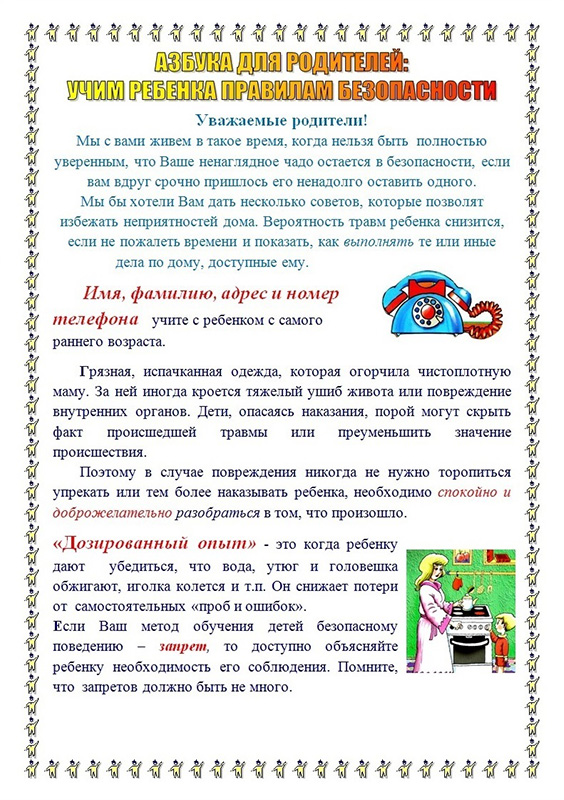 АЗБУКА ДЛЯ РОДИТЕЛЕЙ:
УЧИМ РЕБЕНКА ПРАВИЛАМ БЕЗОПАСНОСТИ
Уважаемые родители!
Мы с вами живем в такое время, когда нельзя быть полностью
уверенным, что Ваше ненаглядное чадо остается в безопасности, если
вам вдруг срочно пришлось его ненадолго оставить одного.
Мы бы хотели Вам дать несколько советов, которые позволят
избежать неприятностей дома. Вероятность травм ребенка снизится,
если не пожалеть времени и показать, как выполнять те или иные
дела по дому, доступные ему.
Имя, фамилию, адрес и номер
телефона учите с ребенком с самого
раннего возраста.
Грязная, испачканная одежда, которая огорчила чистоплотную
маму. За ней иногда кроется тяжелый ушиб живота или повреждение
внутренних органов. Дети, опасаясь наказания, порой могут скрыть
факт происшедшей травмы или преуменьшить значение
происшествия.
Поэтому в случае повреждения никогда не нужно торопиться
упрекать или тем более наказывать ребенка, необходимо спокойно и
доброжелательно разобраться в том, что произошло.
«Дозированный опыт» - это когда ребенку
дают убедиться, что вода, утюг и головешка
обжигают, иголка колется и т.п. Он снижает потери
от самостоятельных «проб и ошибок».
Если Ваш метод обучения детей безопасному
поведению – запрет, то доступно объясняйте
ребенку необходимость его соблюдения. Помните,
что запретов должно быть не много.